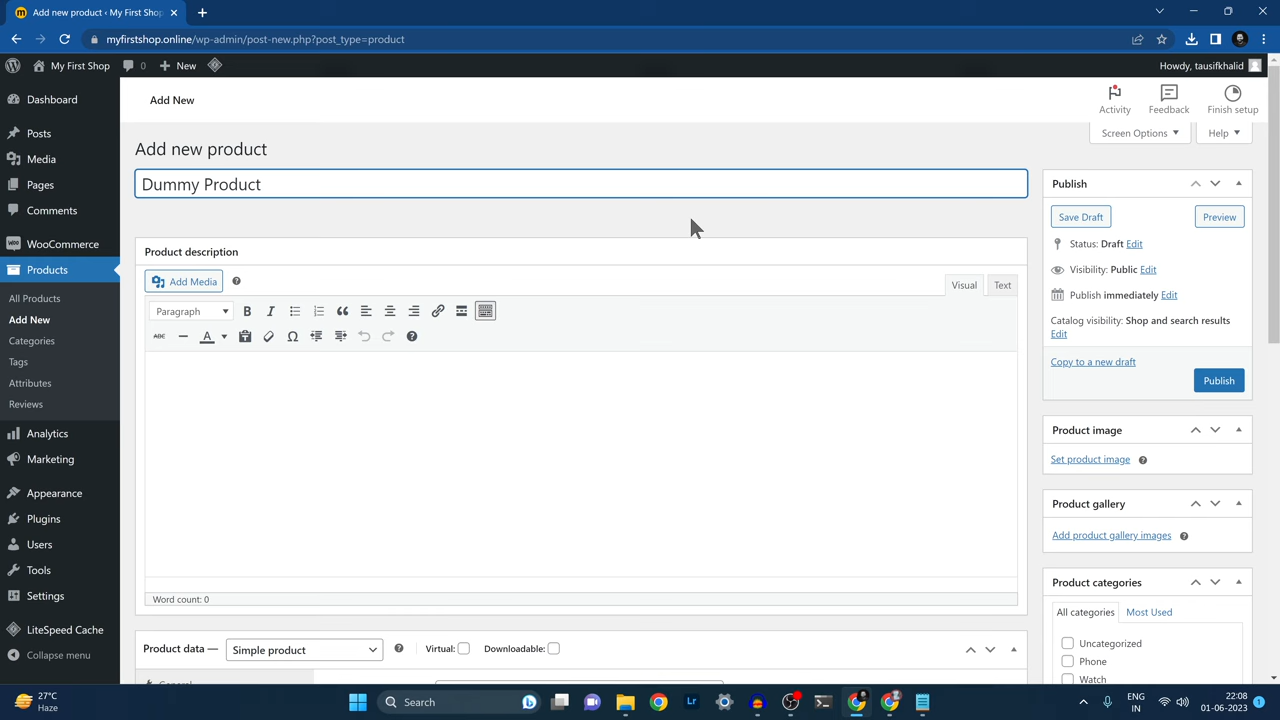 Add new product ‹ My First Shop
myfirstshop.online/wp-admin/post-new.php?post_type=product
My First Shop
0
New
Howdy, tausifkhalid
Dashboard
Posts
Media
Pages
Comments
WooCommerce
Products
All Products
Add New
Categories
Tags
Attributes
Reviews
Analytics
Marketing
Appearance
Plugins
Users
Tools
Settings
LiteSpeed Cache
Collapse menu
Add New
Activity
Feedback
Finish setup
Screen Options
Help
Add new product
Dummy Product
Product description
Add Media
Visual
Text
Paragraph
B
I
ABC
A
Ω
Word count: 0
Product data —
Simple product
Virtual:
Downloadable:
General
Publish
Save Draft
Preview
Status: Draft Edit
Visibility: Public Edit
Publish immediately Edit
Catalog visibility: Shop and search results
Edit
Copy to a new draft
Publish
Product image
Set product image
Product gallery
Add product gallery images
Product categories
All categories
Most Used
Uncategorized
Phone
Watch
27°C
Haze
Search
Lr
ENG
IN
22:08
01-06-2023
1